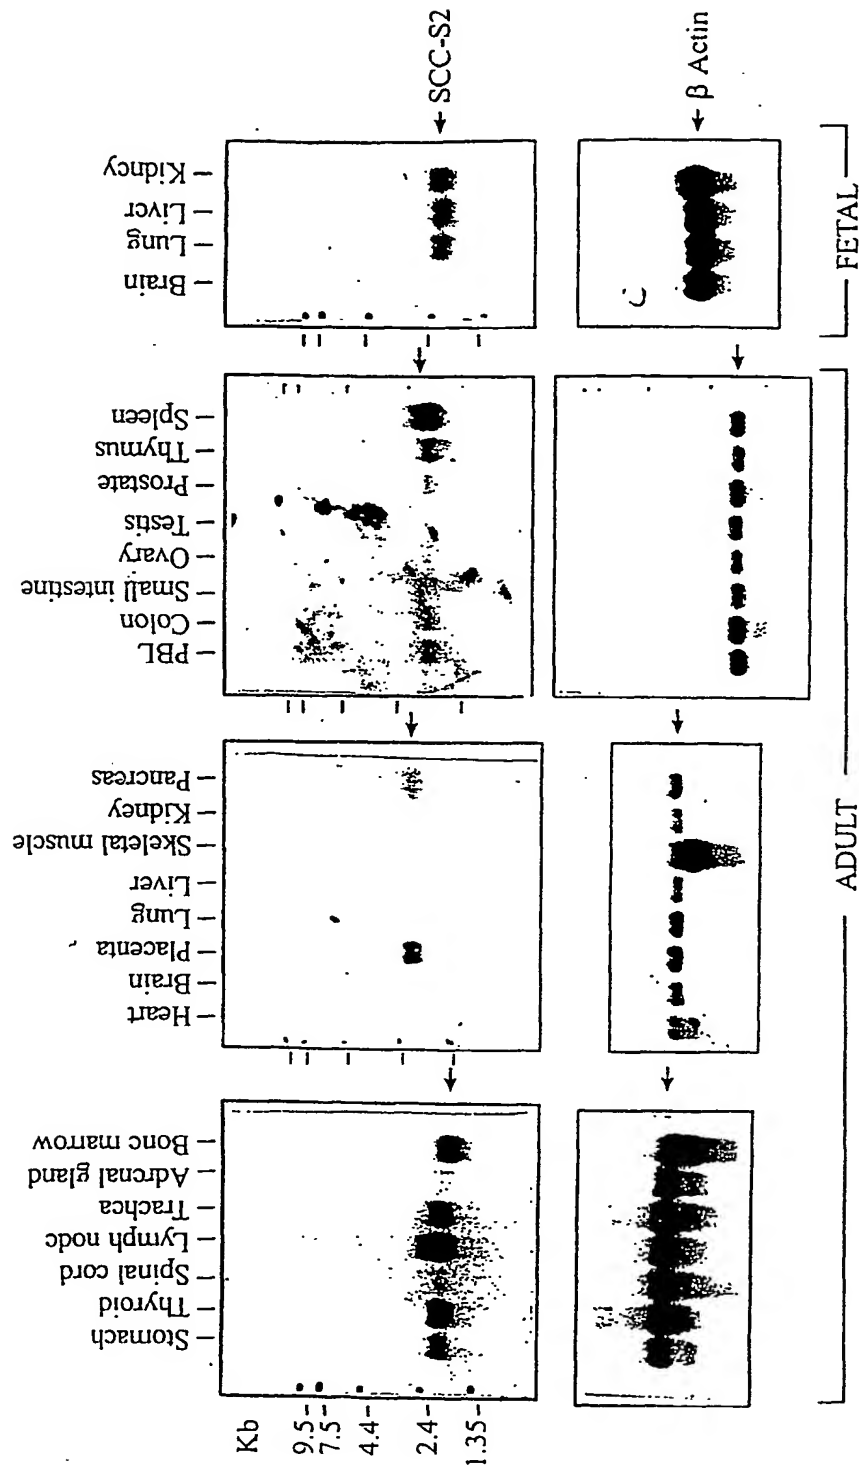 Kb
9.5-
7.5-
4.4-
2.4-
1.35-
Stomach
Thyroid
Spinal cord
Lymph node
Trachea
Adrenal gland
Bone marrow
Heart
Brain
Placenta
Lung
Liver
Skeletal muscle
Kidney
Pancreas
PBL
Colon
Small intestine
Ovary
Testis
Prostate
Thymus
Spleen
Brain
Lung
Liver
Kidney
SCC-S2
β Actin
ADULT
FETAL